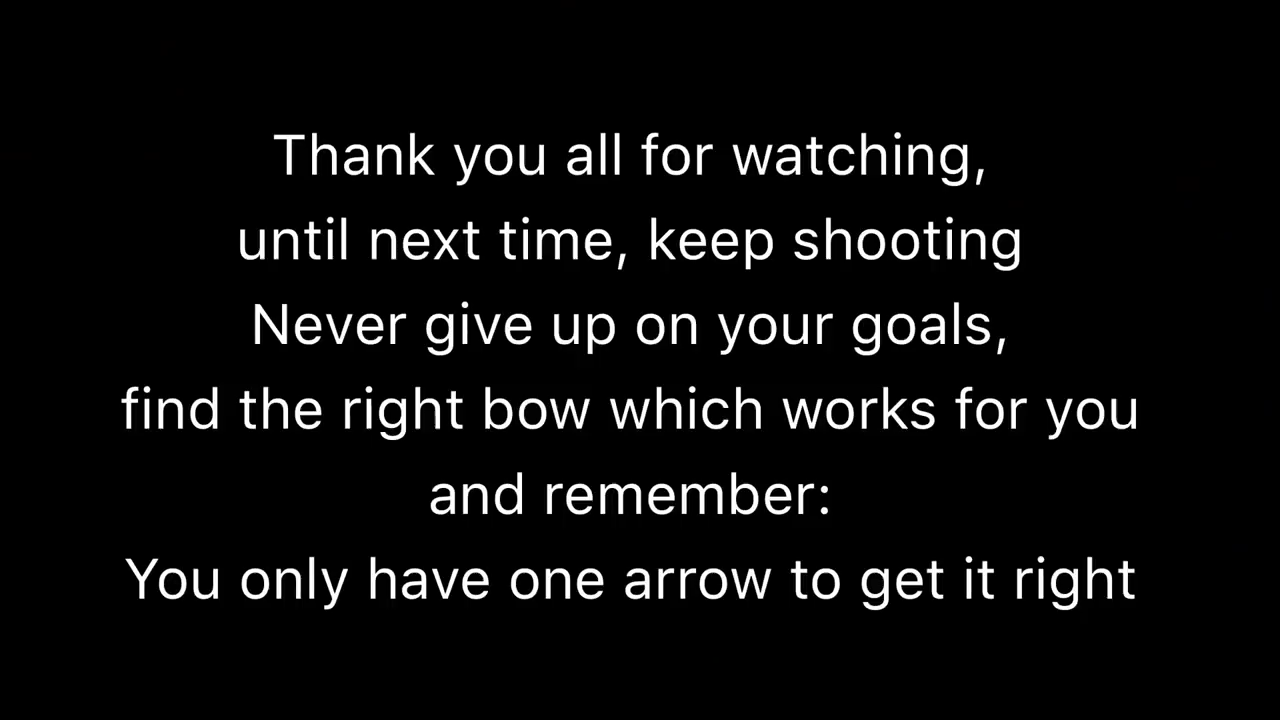 Thank you all for watching,
until next time, keep shooting
Never give up on your goals,
find the right bow which works for you
and remember:
You only have one arrow to get it right